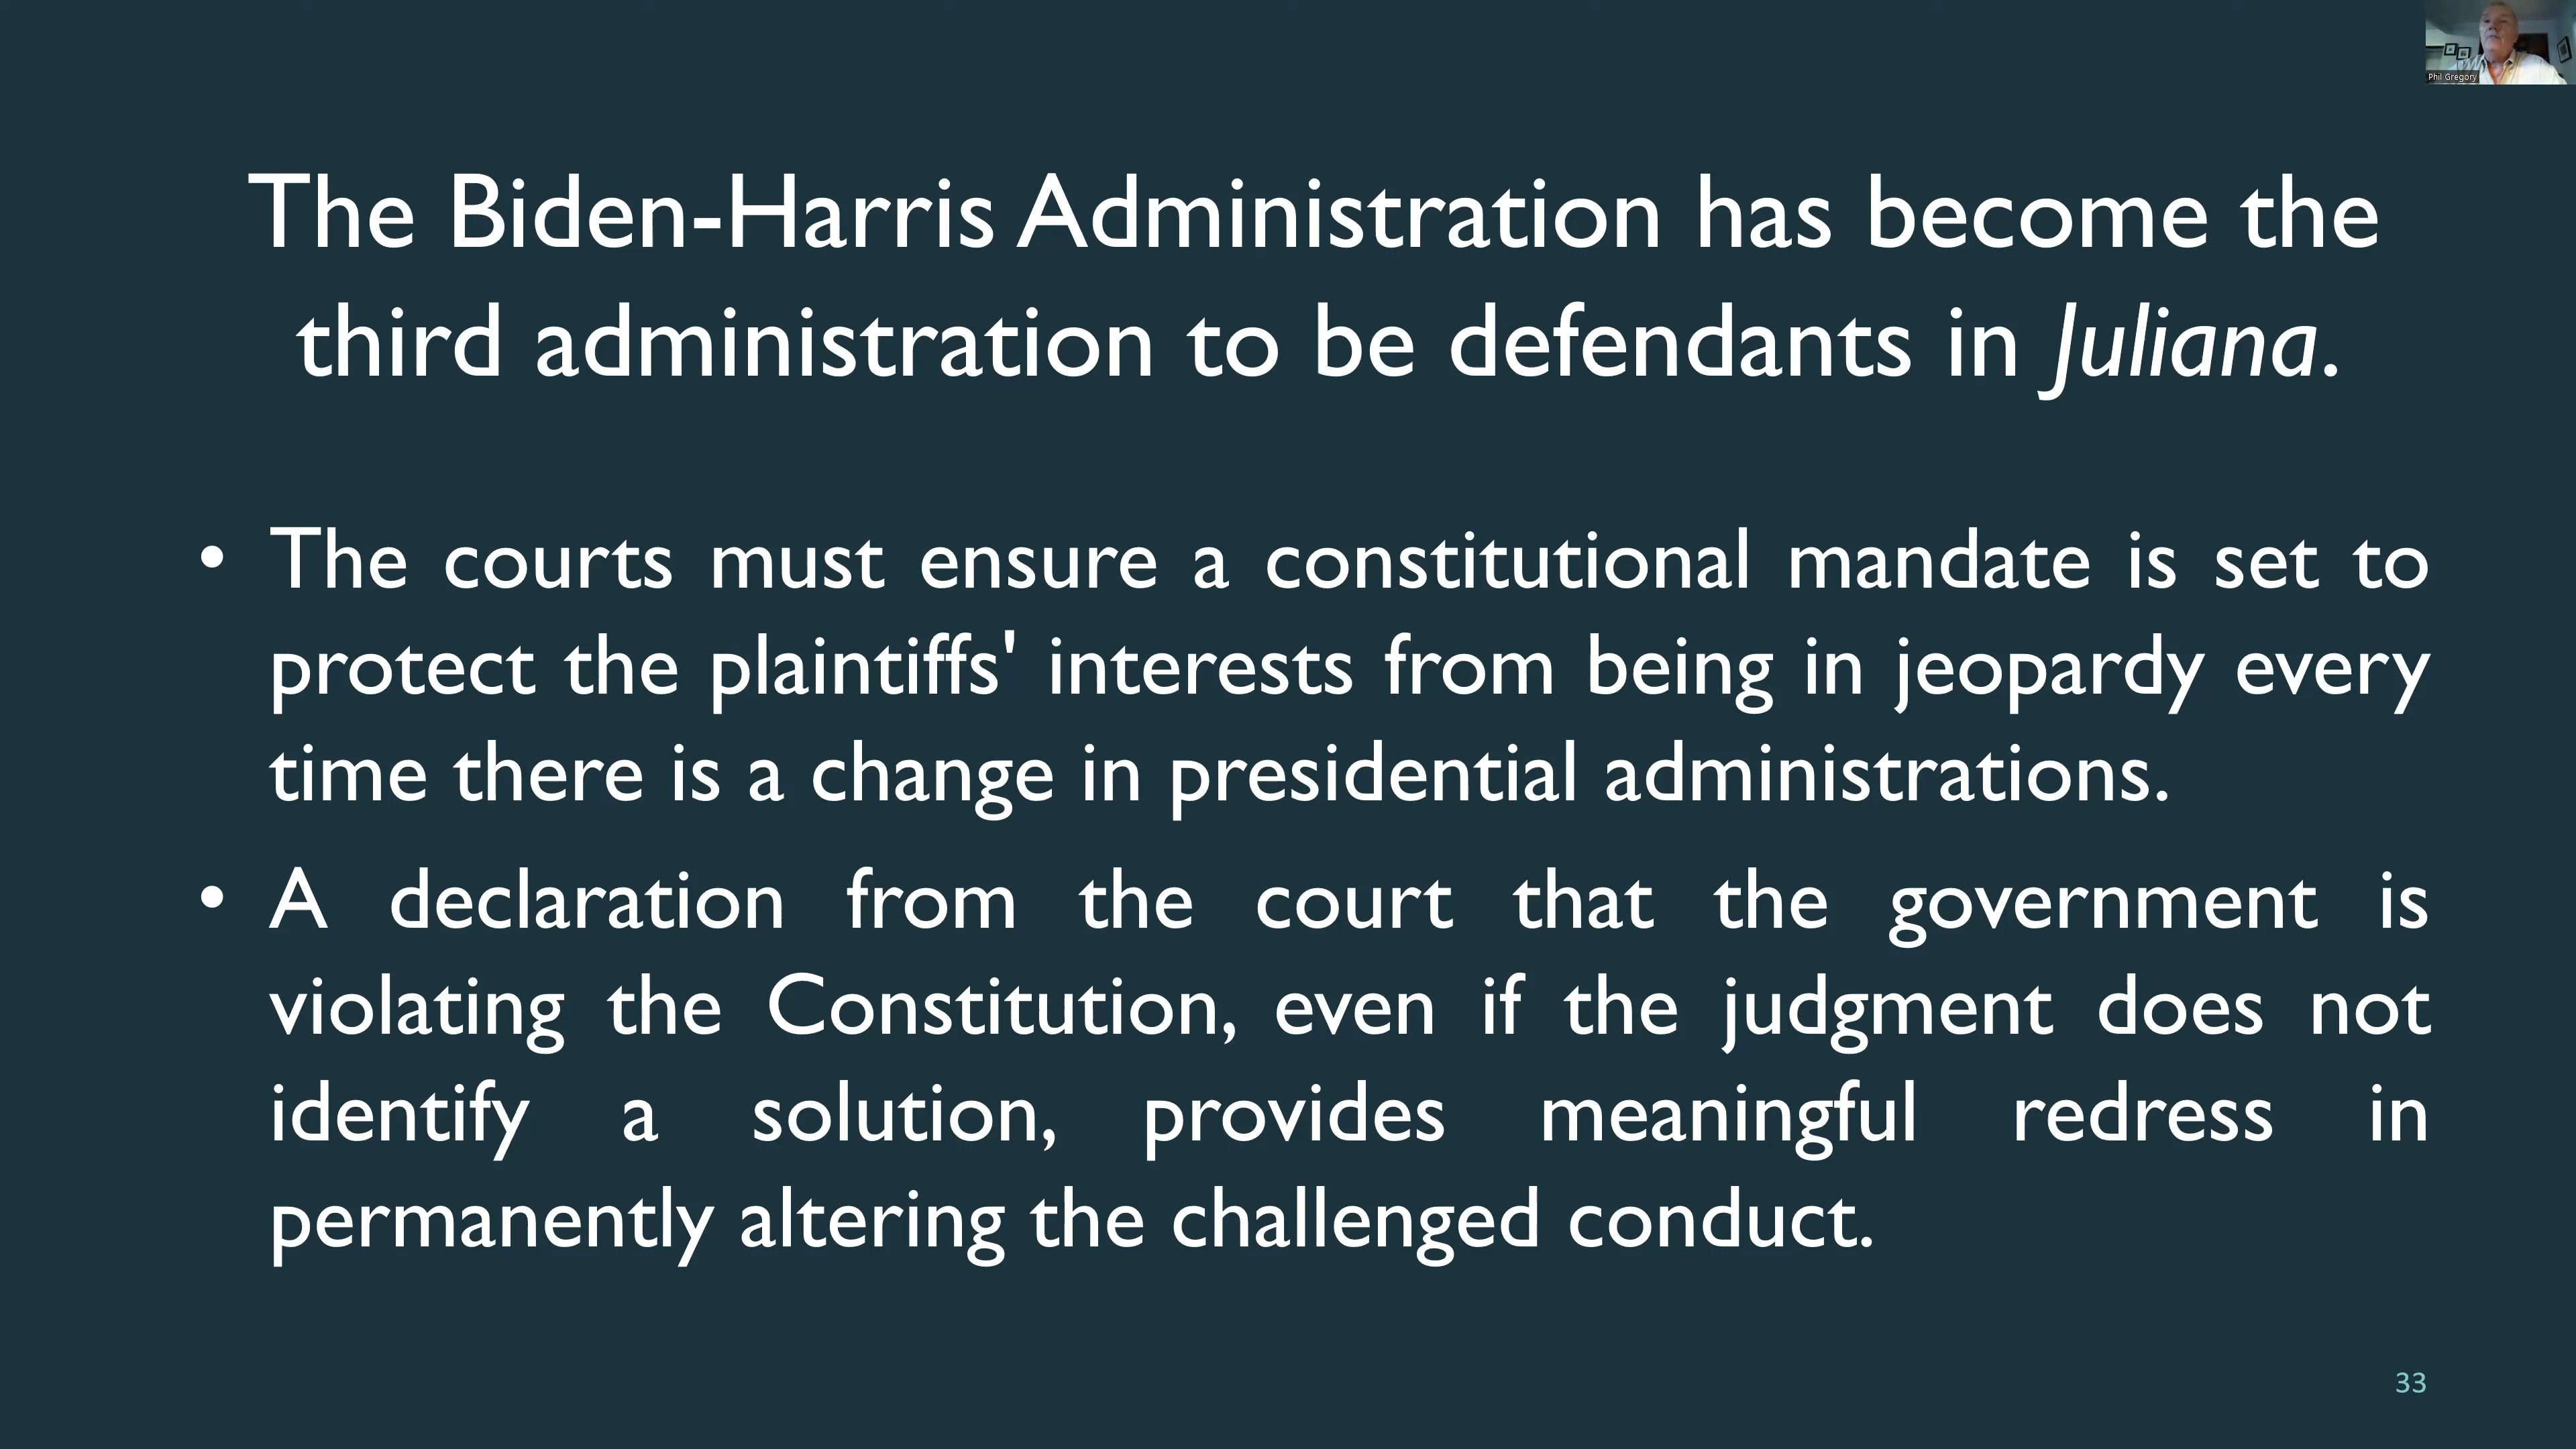 Phil Gregory
The Biden-Harris Administration has become the
third administration to be defendants in Juliana.
• The courts must ensure a constitutional mandate is set to
protect the plaintiffs' interests from being in jeopardy every
time there is a change in presidential administrations.
• A declaration from the court that the government is
violating the Constitution, even if the judgment does not
identify a solution, provides meaningful redress in
permanently altering the challenged conduct.
33